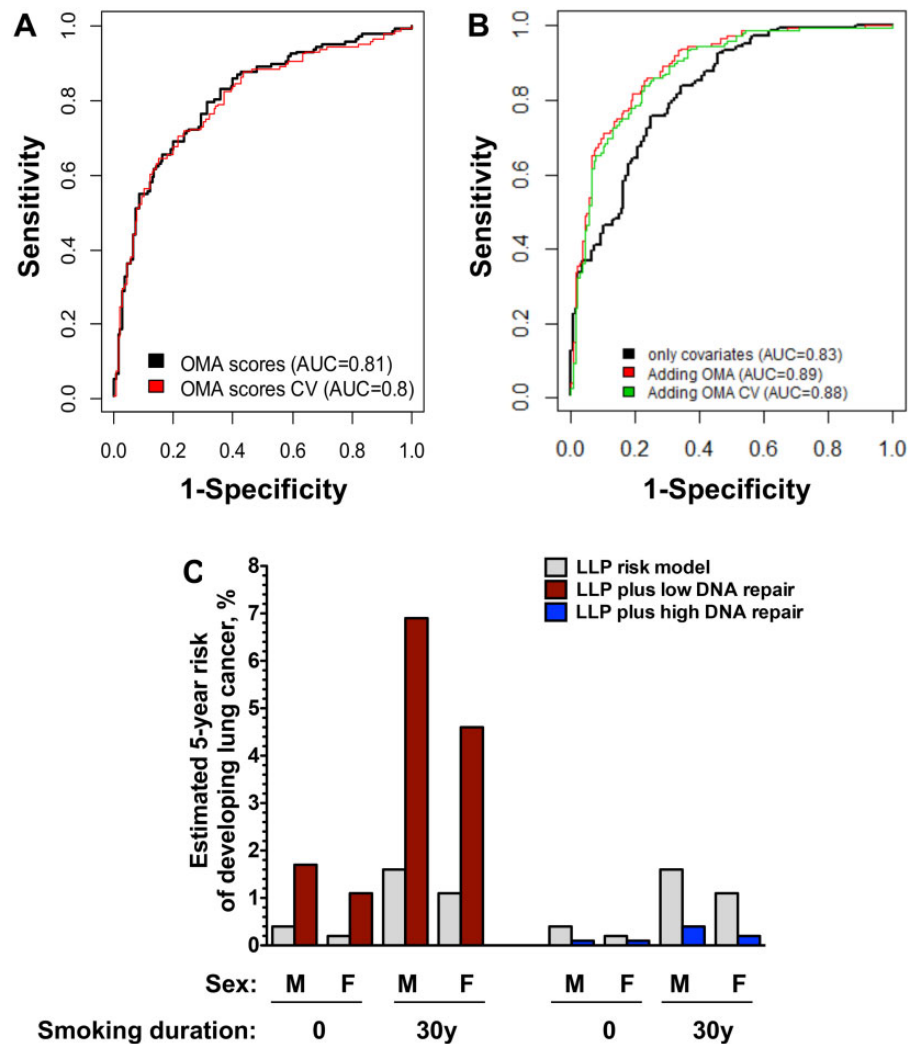 A
Sensitivity
1.0
0.8
0.6
0.4
0.2
0.0
OMA scores (AUC=0.81)
OMA scores CV (AUC=0.8)
0.0 0.2 0.4 0.6 0.8 1.0
1-Specificity
B
Sensitivity
1.0
0.8
0.6
0.4
0.2
0.0
only covariates (AUC=0.83)
Adding OMA (AUC=0.89)
Adding OMA CV (AUC=0.88)
0.0 0.2 0.4 0.6 0.8 1.0
1-Specificity
C
Estimated 5-year risk
of developing lung cancer, %
8
7
6
5
4
3
2
1
0
LLP risk model
LLP plus low DNA repair
LLP plus high DNA repair
Sex: M F M F M F M F
Smoking duration: 0 30y 0 30y